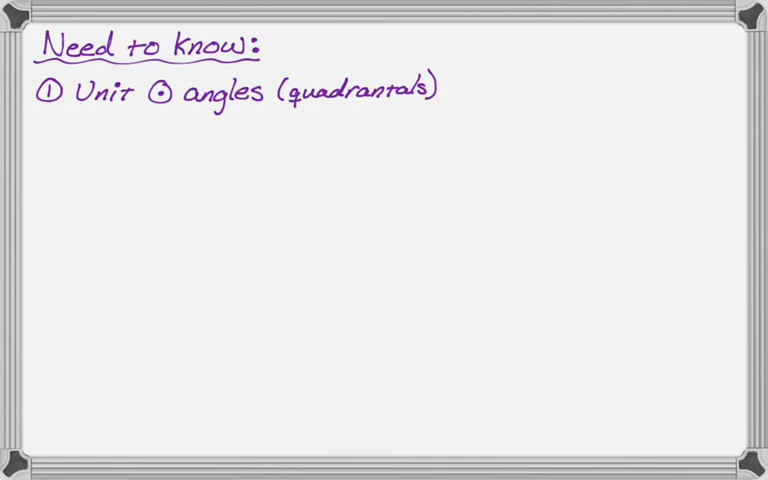 Need to know:
① Unit ⊙ angles (quadrantals)